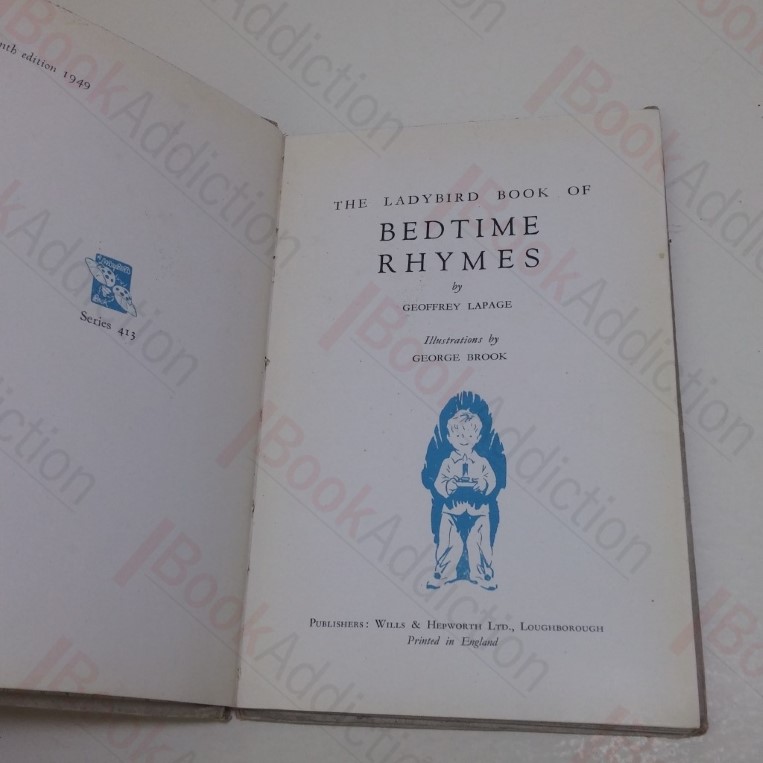 edition 1949
Series 413
THE LADYBIRD BOOK OF
BEDTIME
RHYMES
by
GEOFFREY LAPAGE
Illustrations by
GEORGE BROOK
PUBLISHERS: WILLS & HEPWORTH LTD., LOUGHBOROUGH
Printed in England
BookAddiction